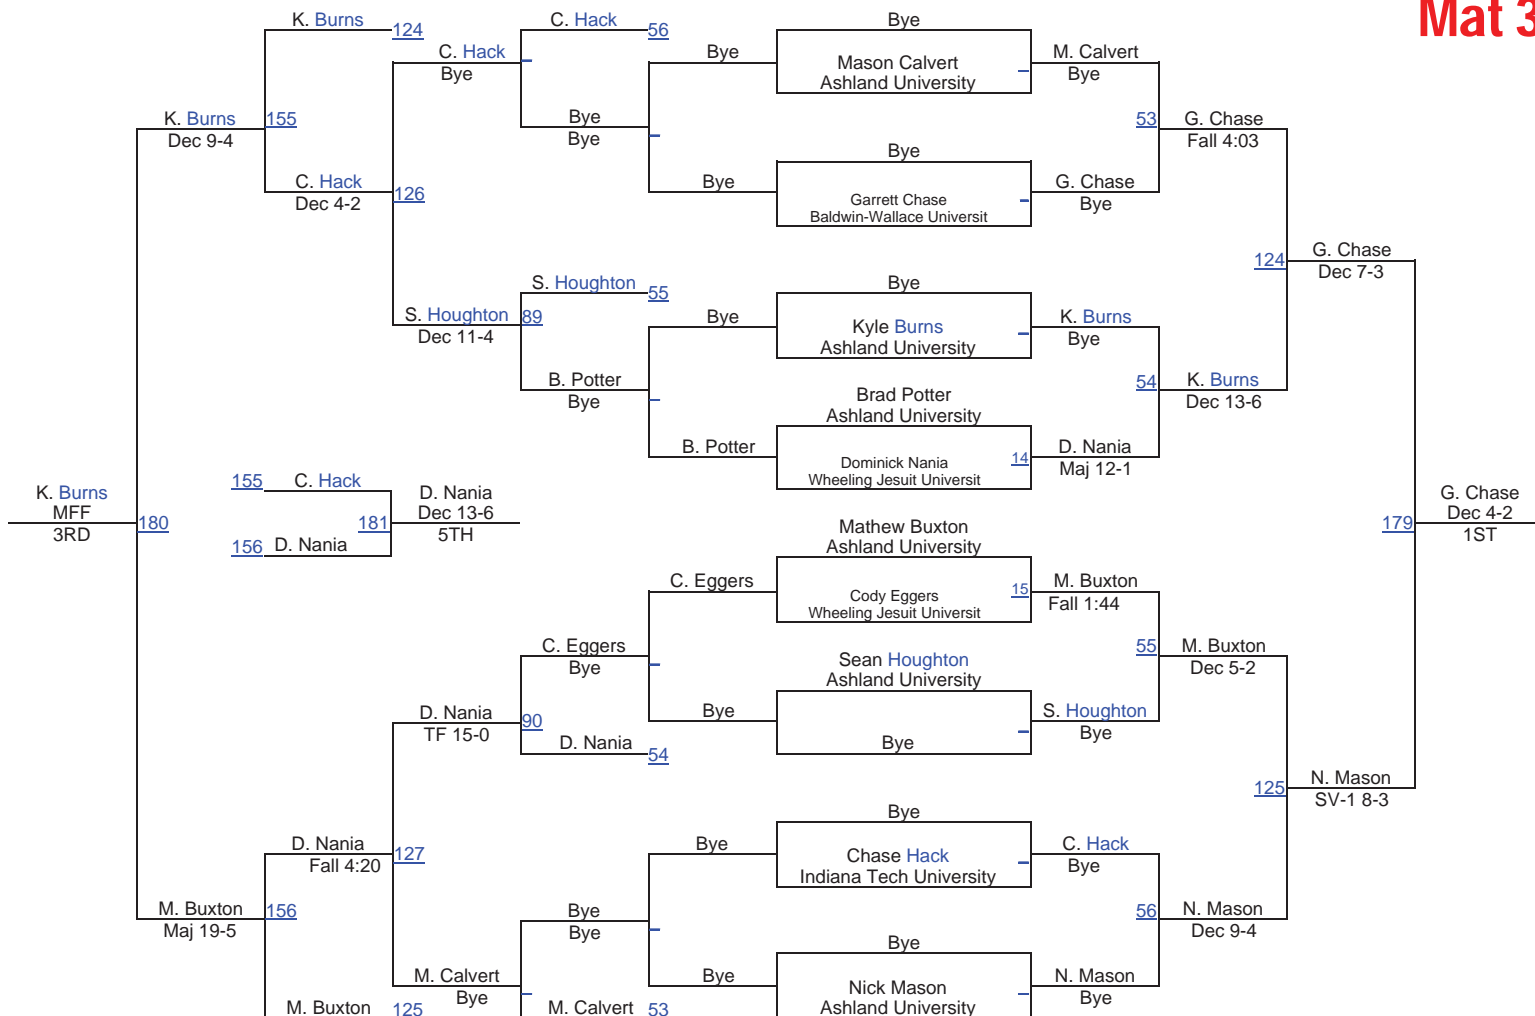 Mat 3
K. Burns
124
C. Hack
56
Bye
C. Hack
Bye
Bye
Mason Calvert
Ashland University
M. Calvert
Bye
K. Burns
Dec 9-4
155
Bye
Bye
53
G. Chase
Fall 4:03
Bye
C. Hack
Dec 4-2
126
Bye
Garrett Chase
Baldwin-Wallace Universit
G. Chase
Bye
124
G. Chase
Dec 7-3
S. Houghton
55
Bye
S. Houghton
Dec 11-4
89
Bye
Kyle Burns
Ashland University
K. Burns
Bye
B. Potter
Bye
54
K. Burns
Dec 13-6
Brad Potter
Ashland University
B. Potter
Dominick Nania
Wheeling Jesuit Universit
14
D. Nania
Maj 12-1
K. Burns
MFF
3RD
180
155
C. Hack
181
156
D. Nania
D. Nania
Dec 13-6
5TH
179
G. Chase
Dec 4-2
1ST
Mathew Buxton
Ashland University
C. Eggers
Cody Eggers
Wheeling Jesuit Universit
15
M. Buxton
Fall 1:44
C. Eggers
Bye
Sean Houghton
Ashland University
55
M. Buxton
Dec 5-2
D. Nania
TF 15-0
90
Bye
S. Houghton
Bye
D. Nania
54
Bye
125
N. Mason
SV-1 8-3
Bye
D. Nania
Fall 4:20
127
Bye
Chase Hack
Indiana Tech University
C. Hack
Bye
M. Buxton
Maj 19-5
156
Bye
Bye
56
N. Mason
Dec 9-4
Bye
M. Calvert
Bye
Bye
Nick Mason
Ashland University
N. Mason
Bye
M. Buxton
125
M. Calvert
53